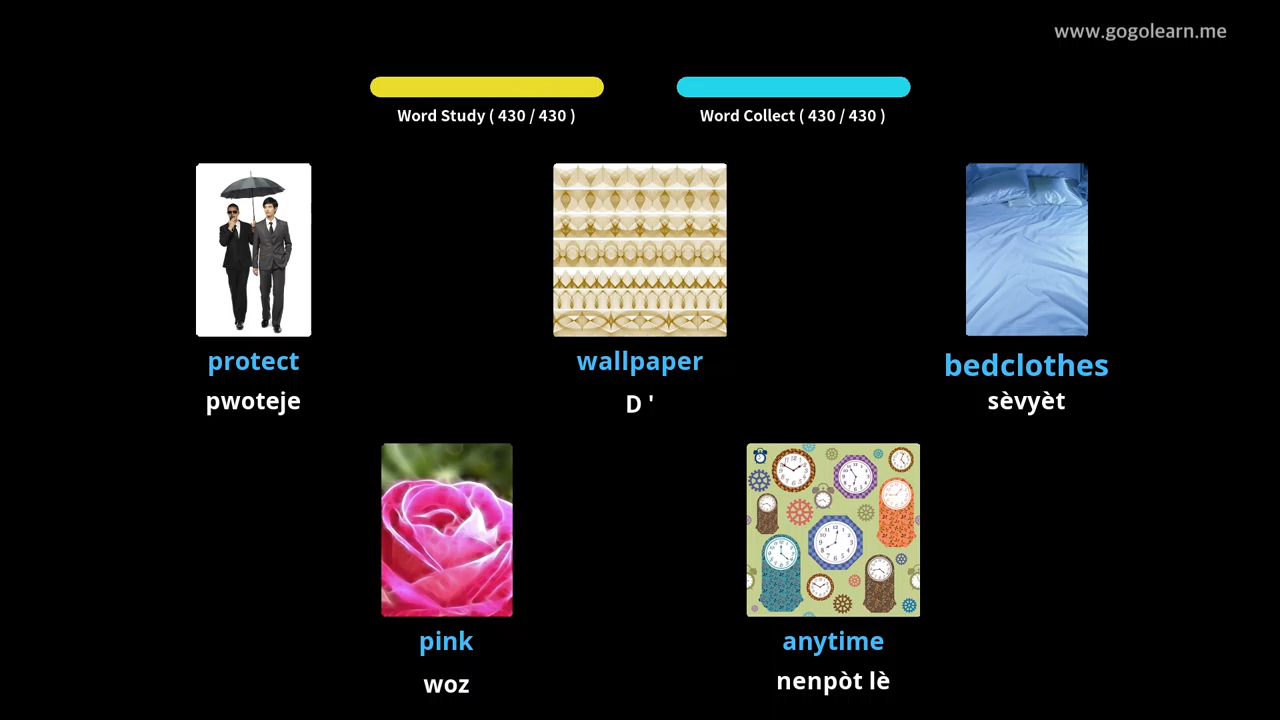 www.gogolearn.me
Word Study ( 430 / 430 )
Word Collect ( 430 / 430 )
protect
wallpaper
bedclothes
pwoteje
D '
sèvyèt
pink
anytime
woz
nenpòt lè